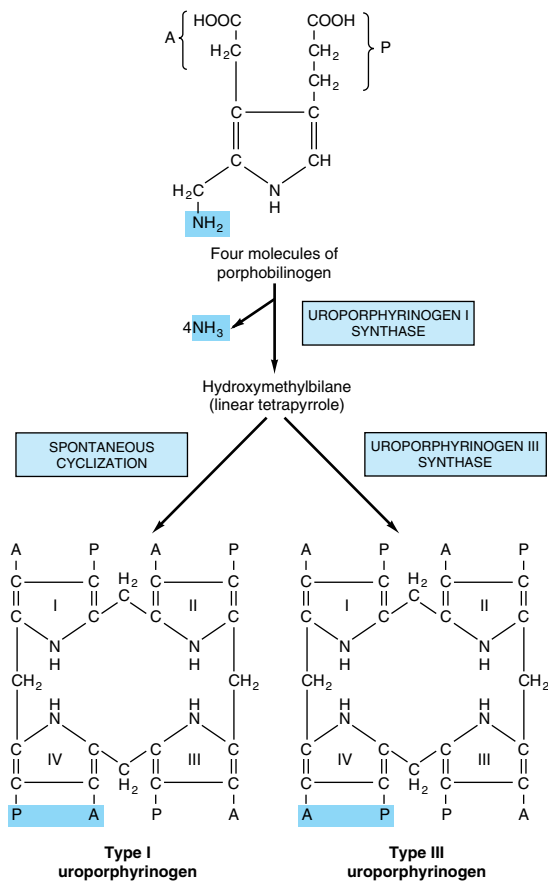 HOOC COOH
A H2C CH2 P
CH2
C C
C CH
H2C N
H
NH2
Four molecules of
porphobilinogen
4NH3
UROPORPHYRINOGEN I
SYNTHASE
Hydroxymethylbilane
(linear tetrapyrrole)
SPONTANEOUS
CYCLIZATION
UROPORPHYRINOGEN III
SYNTHASE
A P A P
C C H2 C C
C I C C C II C
N N
H H
CH2 CH2
H H
N N
C IV C C C III C
C C H2 C C
P A P A
Type I
uroporphyrinogen
A P A P
C C H2 C C
C I C C C II C
N N
H H
CH2 CH2
H H
N N
C IV C C C III C
C C H2 C C
A P P A
Type III
uroporphyrinogen